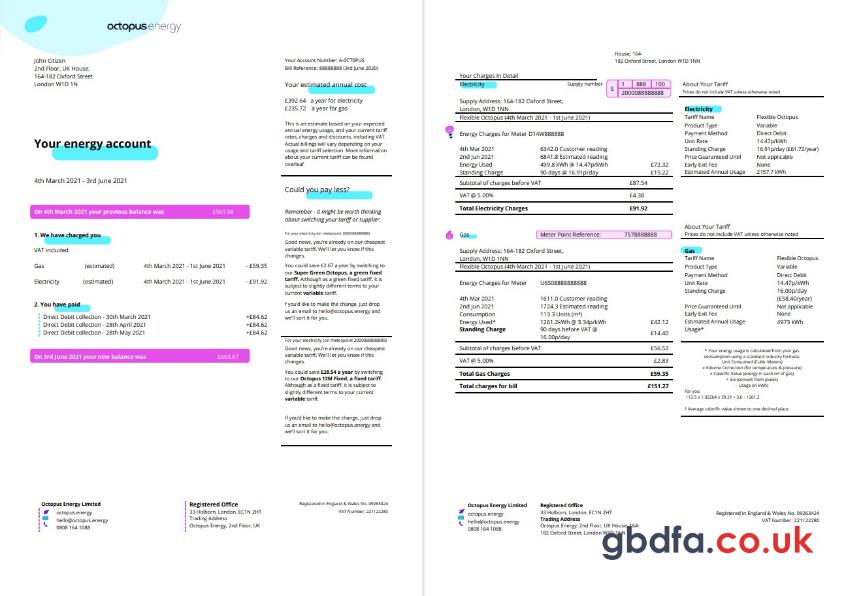 octopusenergy
John Citizen
2nd Floor, UK House,
164-182 Oxford Street
London W1D 1N
Your energy account
4th March 2021 - 3rd June 2021
On 4th March 2021 your previous balance was £561.08
1. We have charged you
VAT included.
Gas (estimated) 4th March 2021 - 1st June 2021 - £59.35
Electricity (estimated) 4th March 2021 - 1st June 2021 - £91.92
2. You have paid
Direct Debit collection - 30th March 2021 +£84.62
Direct Debit collection - 28th April 2021 +£84.62
Direct Debit collection - 28th May 2021 +£84.62
On 3rd June 2021 your new balance was £663.67
Your Account Number: A-0CT0PUS
Bill Reference: 88888888 (3rd June 2020)
Your estimated annual cost
£392.64 a year for electricity
£235.72 a year for gas
This is an estimate based on your expected
annual energy usage, and your current tariff
rates, charges and discounts, including VAT.
Actual billings will vary depending on your
usage and tariff selection. More information
about your current tariff can be found
overleaf
Could you pay less?
Remember - it might be worth thinking
about switching your tariff or supplier.
Good news, you're already on our cheapest
variable tariff. We'll let you know if this
changes.
You could save £2.67 a year by switching to
our Super Green Octopus, a green fixed
tariff. Although as a green fixed tariff, it is
subject to slightly different terms to your
current variable tariff.
If you'd like to make the change, just drop
us an email to hello@octopus.energy and
we'll sort it for you.
Good news, you're already on our cheapest
variable tariff. We'll let you know if this
changes.
You could save £28.54 a year by switching
to our Octopus 12M Fixed, a fixed tariff.
Although as a fixed tariff, it is subject to
slightly different terms to your current
variable tariff.
If you'd like to make the change, just drop
us an email to hello@octopus.energy and
we'll sort it for you.
Octopus Energy Limited
octopus.energy
hello@octopus.energy
0808 164 1088
Registered Office
33 Holborn, London, EC1N 2HT
Trading Address
Octopus Energy, 2nd Floor, UK
Registered in England & Wales No. 09263424
VAT Number: 221122280
House, 164-
182 Oxford Street, London W1D 1NN
Your Charges In Detail
Electricity Supply number S 1 888 100
2000088888888
Supply Address: 164-182 Oxford Street,
London, W1D 1NN
Flexible Octopus (4th March 2021 - 1st June 2021)
Energy Charges for Meter D14W888888
4th Mar 2021 6342.0 Customer reading
2nd Jun 2021 6841.8 Estimated reading
Energy Used 499.8 kWh @ 14.47p/kWh £72.32
Standing Charge 90 days @ 16.91p/day £15.22
Subtotal of charges before VAT £87.54
VAT @ 5.00% £4.38
Total Electricity Charges £91.92
Gas Meter Point Reference: 7578888888
Supply Address: 164-182 Oxford Street,
London, W1D 1NN
Flexible Octopus (4th March 2021 - 1st June 2021)
Energy Charges for Meter U6S08888888888
4th Mar 2021 1611.0 Customer reading
2nd Jun 2021 1724.3 Estimated reading
Consumption 113.3 Units (m³)
Energy Used* 1261.2kWh @ 3.34p/kWh £42.12
Standing Charge 90 days before VAT @
16.00p/day £14.40
Subtotal of charges before VAT £56.52
VAT @ 5.00% £2.83
Total Gas Charges £59.35
Total charges for bill £151.27
About Your Tariff
Prices do not include VAT unless otherwise noted
Electricity
Tariff Name Flexible Octopus
Product Type Variable
Payment Method Direct Debit
Unit Rate 14.47p/kWh
Standing Charge 16.91p/day (£61.72/year)
Price Guaranteed Until Not applicable
Early Exit Fee None
Estimated Annual Usage 2157.7 kWh
About Your Tariff
Prices do not include VAT unless otherwise noted
Gas
Tariff Name Flexible Octopus
Product Type Variable
Payment Method Direct Debit
Unit Rate 14.47p/kWh
Standing Charge 16.00p/day
(£58.40/year)
Price Guaranteed Until Not applicable
Early Exit Fee None
Estimated Annual 4973 kWh
Usage*
* Your energy usage is calculated from your gas
consumption using a standard industry formula:
Unit Consumed (Cubic Meters)
x Volume Correction (for temperature & pressure)
x Calorific Value (energy in each m³ of gas)
÷ 3.6 (convert from joules)
= Usage (in kWh)
For you:
† Average calorific value shown to one decimal place
Octopus Energy Limited
octopus.energy
hello@octopus.energy
0808 164 1088
Registered Office
33 Holborn, London, EC1N 2HT
Trading Address
Octopus Energy, 2nd Floor, UK House, 164-
182 Oxford Street, London W1D 1NN
Registered in England & Wales No. 09263424
VAT Number: 221122280
gbdfa.co.uk